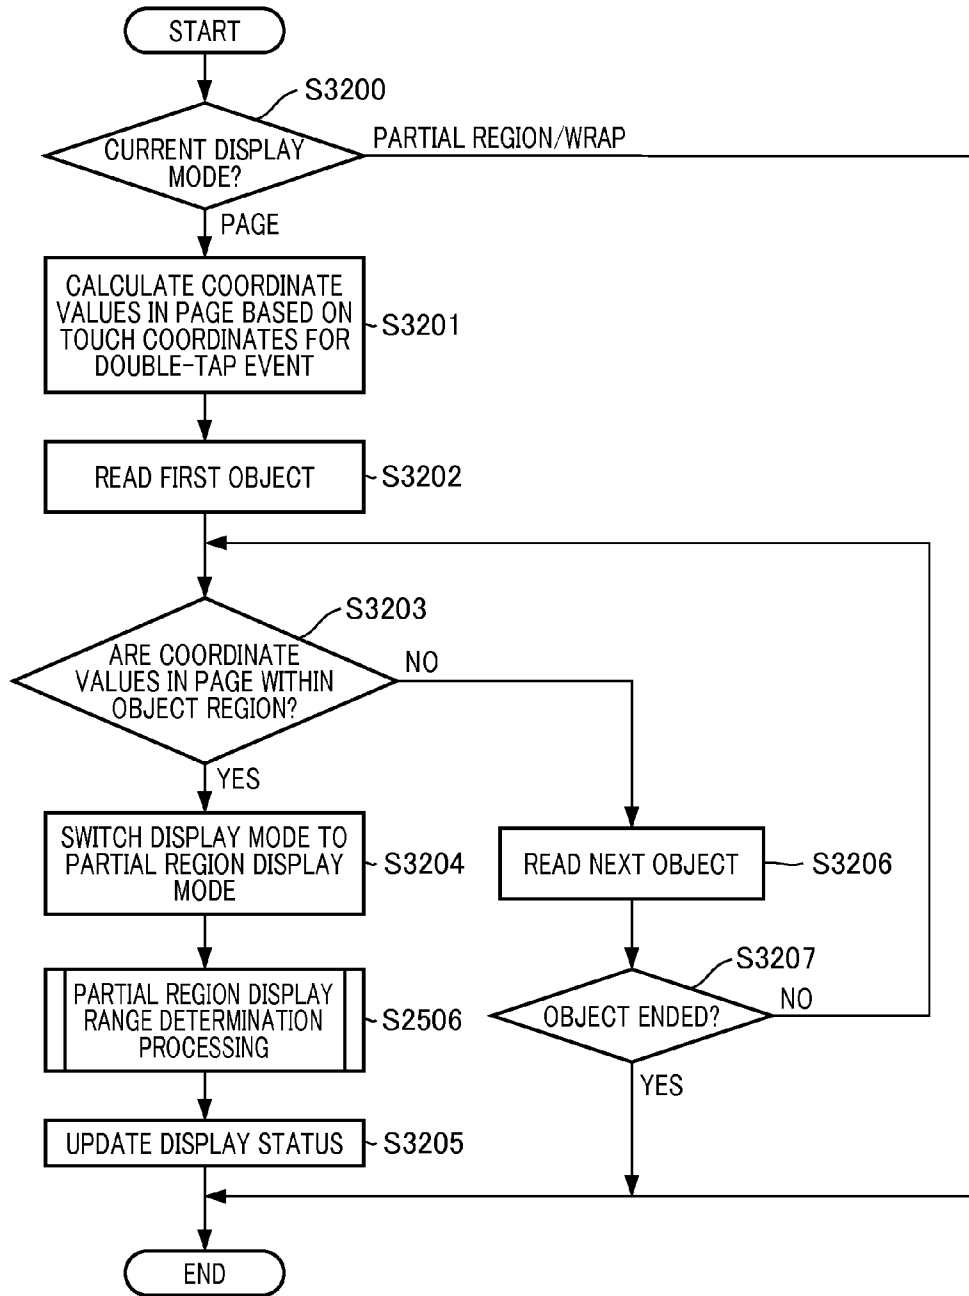 START
S3200
CURRENT DISPLAY
MODE?
PARTIAL REGION/WRAP
PAGE
CALCULATE COORDINATE
VALUES IN PAGE BASED ON
TOUCH COORDINATES FOR
DOUBLE-TAP EVENT
S3201
READ FIRST OBJECT
S3202
S3203
ARE COORDINATE
VALUES IN PAGE WITHIN
OBJECT REGION?
NO
YES
SWITCH DISPLAY MODE TO
PARTIAL REGION DISPLAY
MODE
S3204
READ NEXT OBJECT
S3206
S3207
OBJECT ENDED?
NO
YES
PARTIAL REGION DISPLAY
RANGE DETERMINATION
PROCESSING
S2506
UPDATE DISPLAY STATUS
S3205
END